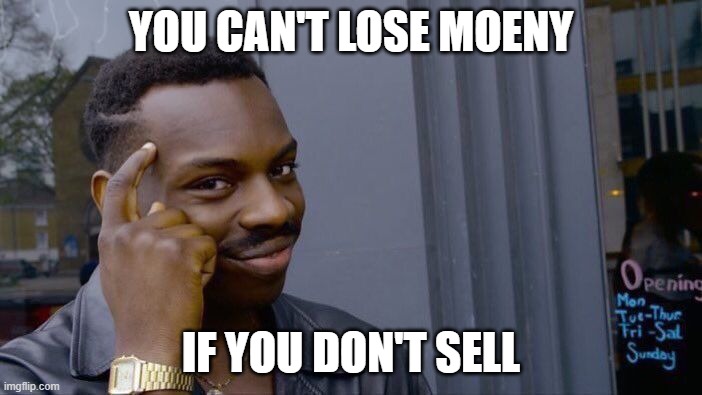 YOU CAN'T LOSE MOENY
IF YOU DON'T SELL
Opening
Mon
Tue-Thur
Fri-Sat
Sunday
imgflip.com